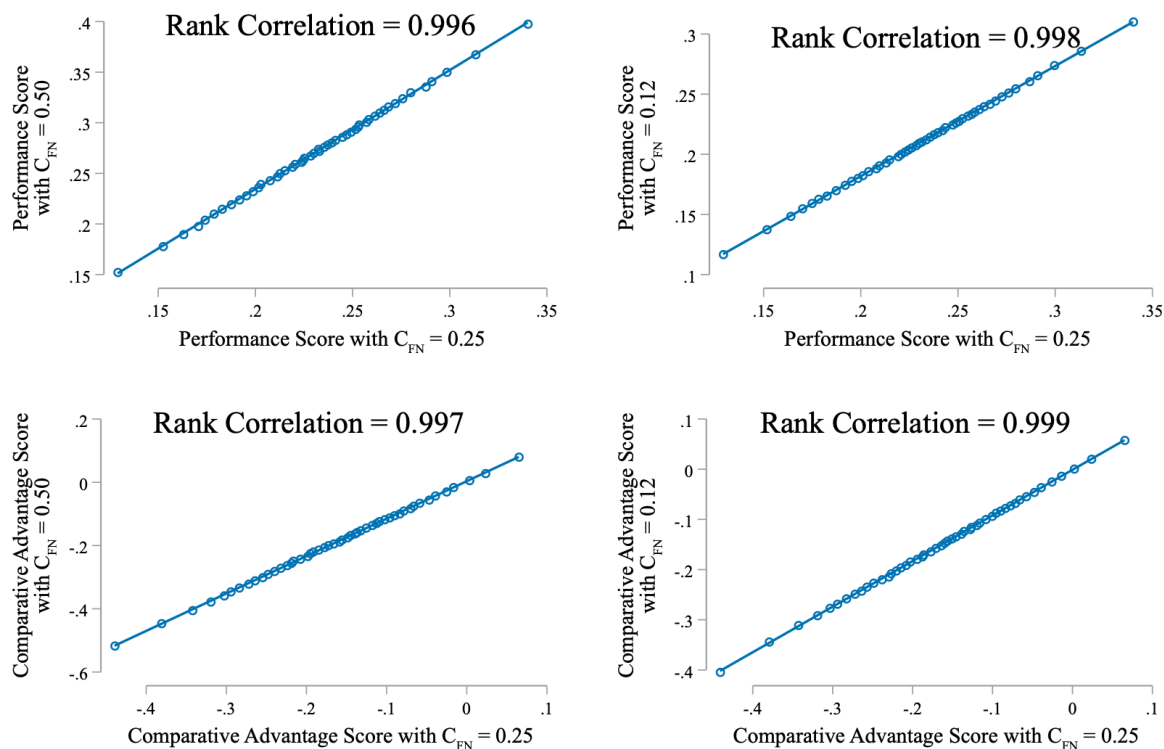 Rank Correlation = 0.996
Performance Score
with C_FN = 0.50
.4
.35
.3
.25
.2
.15
.15
.2
.25
.3
.35
Performance Score with C_FN = 0.25
Rank Correlation = 0.998
Performance Score
with C_FN = 0.12
.3
.25
.2
.15
.1
.15
.2
.25
.3
.35
Performance Score with C_FN = 0.25
Rank Correlation = 0.997
Comparative Advantage Score
with C_FN = 0.50
.2
0
-.2
-.4
-.6
-.4
-.3
-.2
-.1
0
.1
Comparative Advantage Score with C_FN = 0.25
Rank Correlation = 0.999
Comparative Advantage Score
with C_FN = 0.12
.1
0
-.1
-.2
-.3
-.4
-.4
-.3
-.2
-.1
0
.1
Comparative Advantage Score with C_FN = 0.25